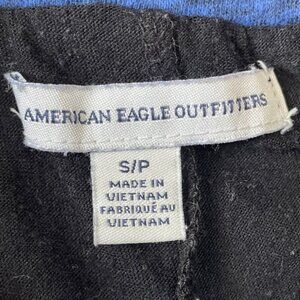 AMERICAN EAGLE OUTFITTERS
S/P
MADE IN
VIETNAM
FABRIQUÉ AU
VIETNAM